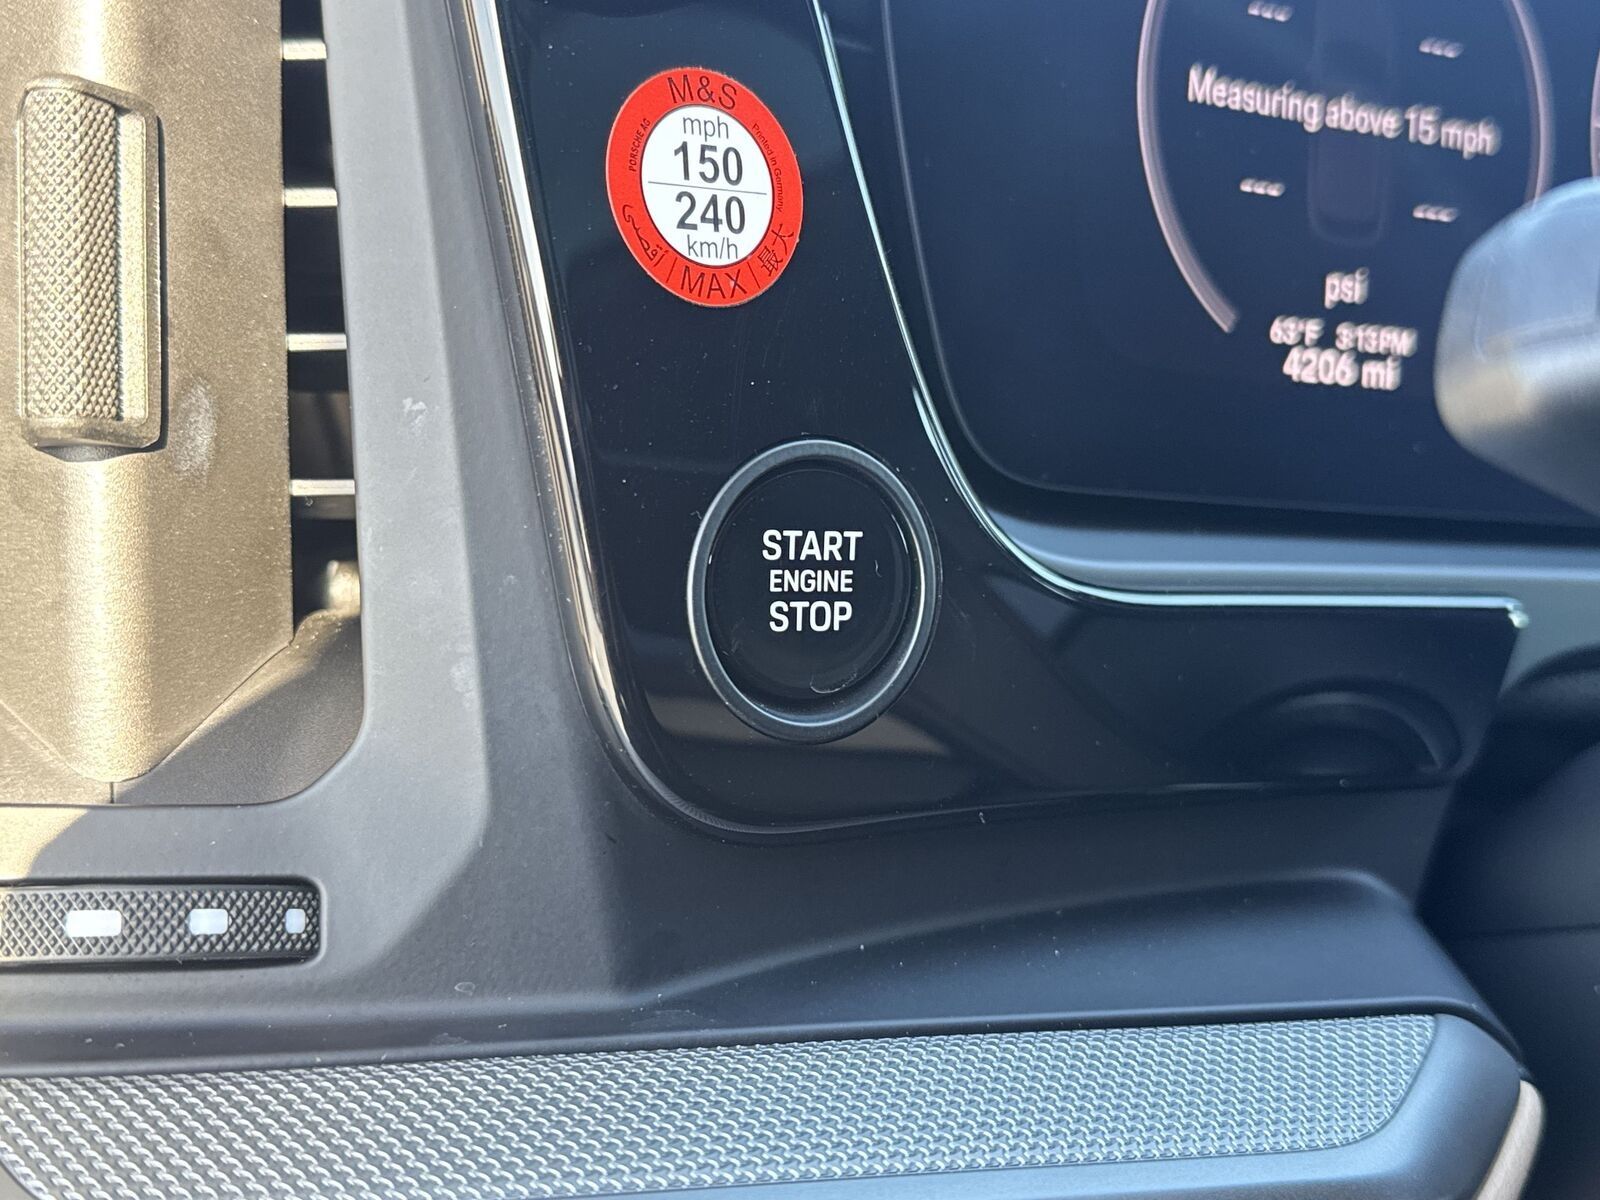 M&S
PORSCHE AG
Printed in Germany
mph
150
240
km/h
أقصى | MAX | 最大
Measuring above 15 mph
psi
63°F 3:13PM
4206 mi
START
ENGINE
STOP